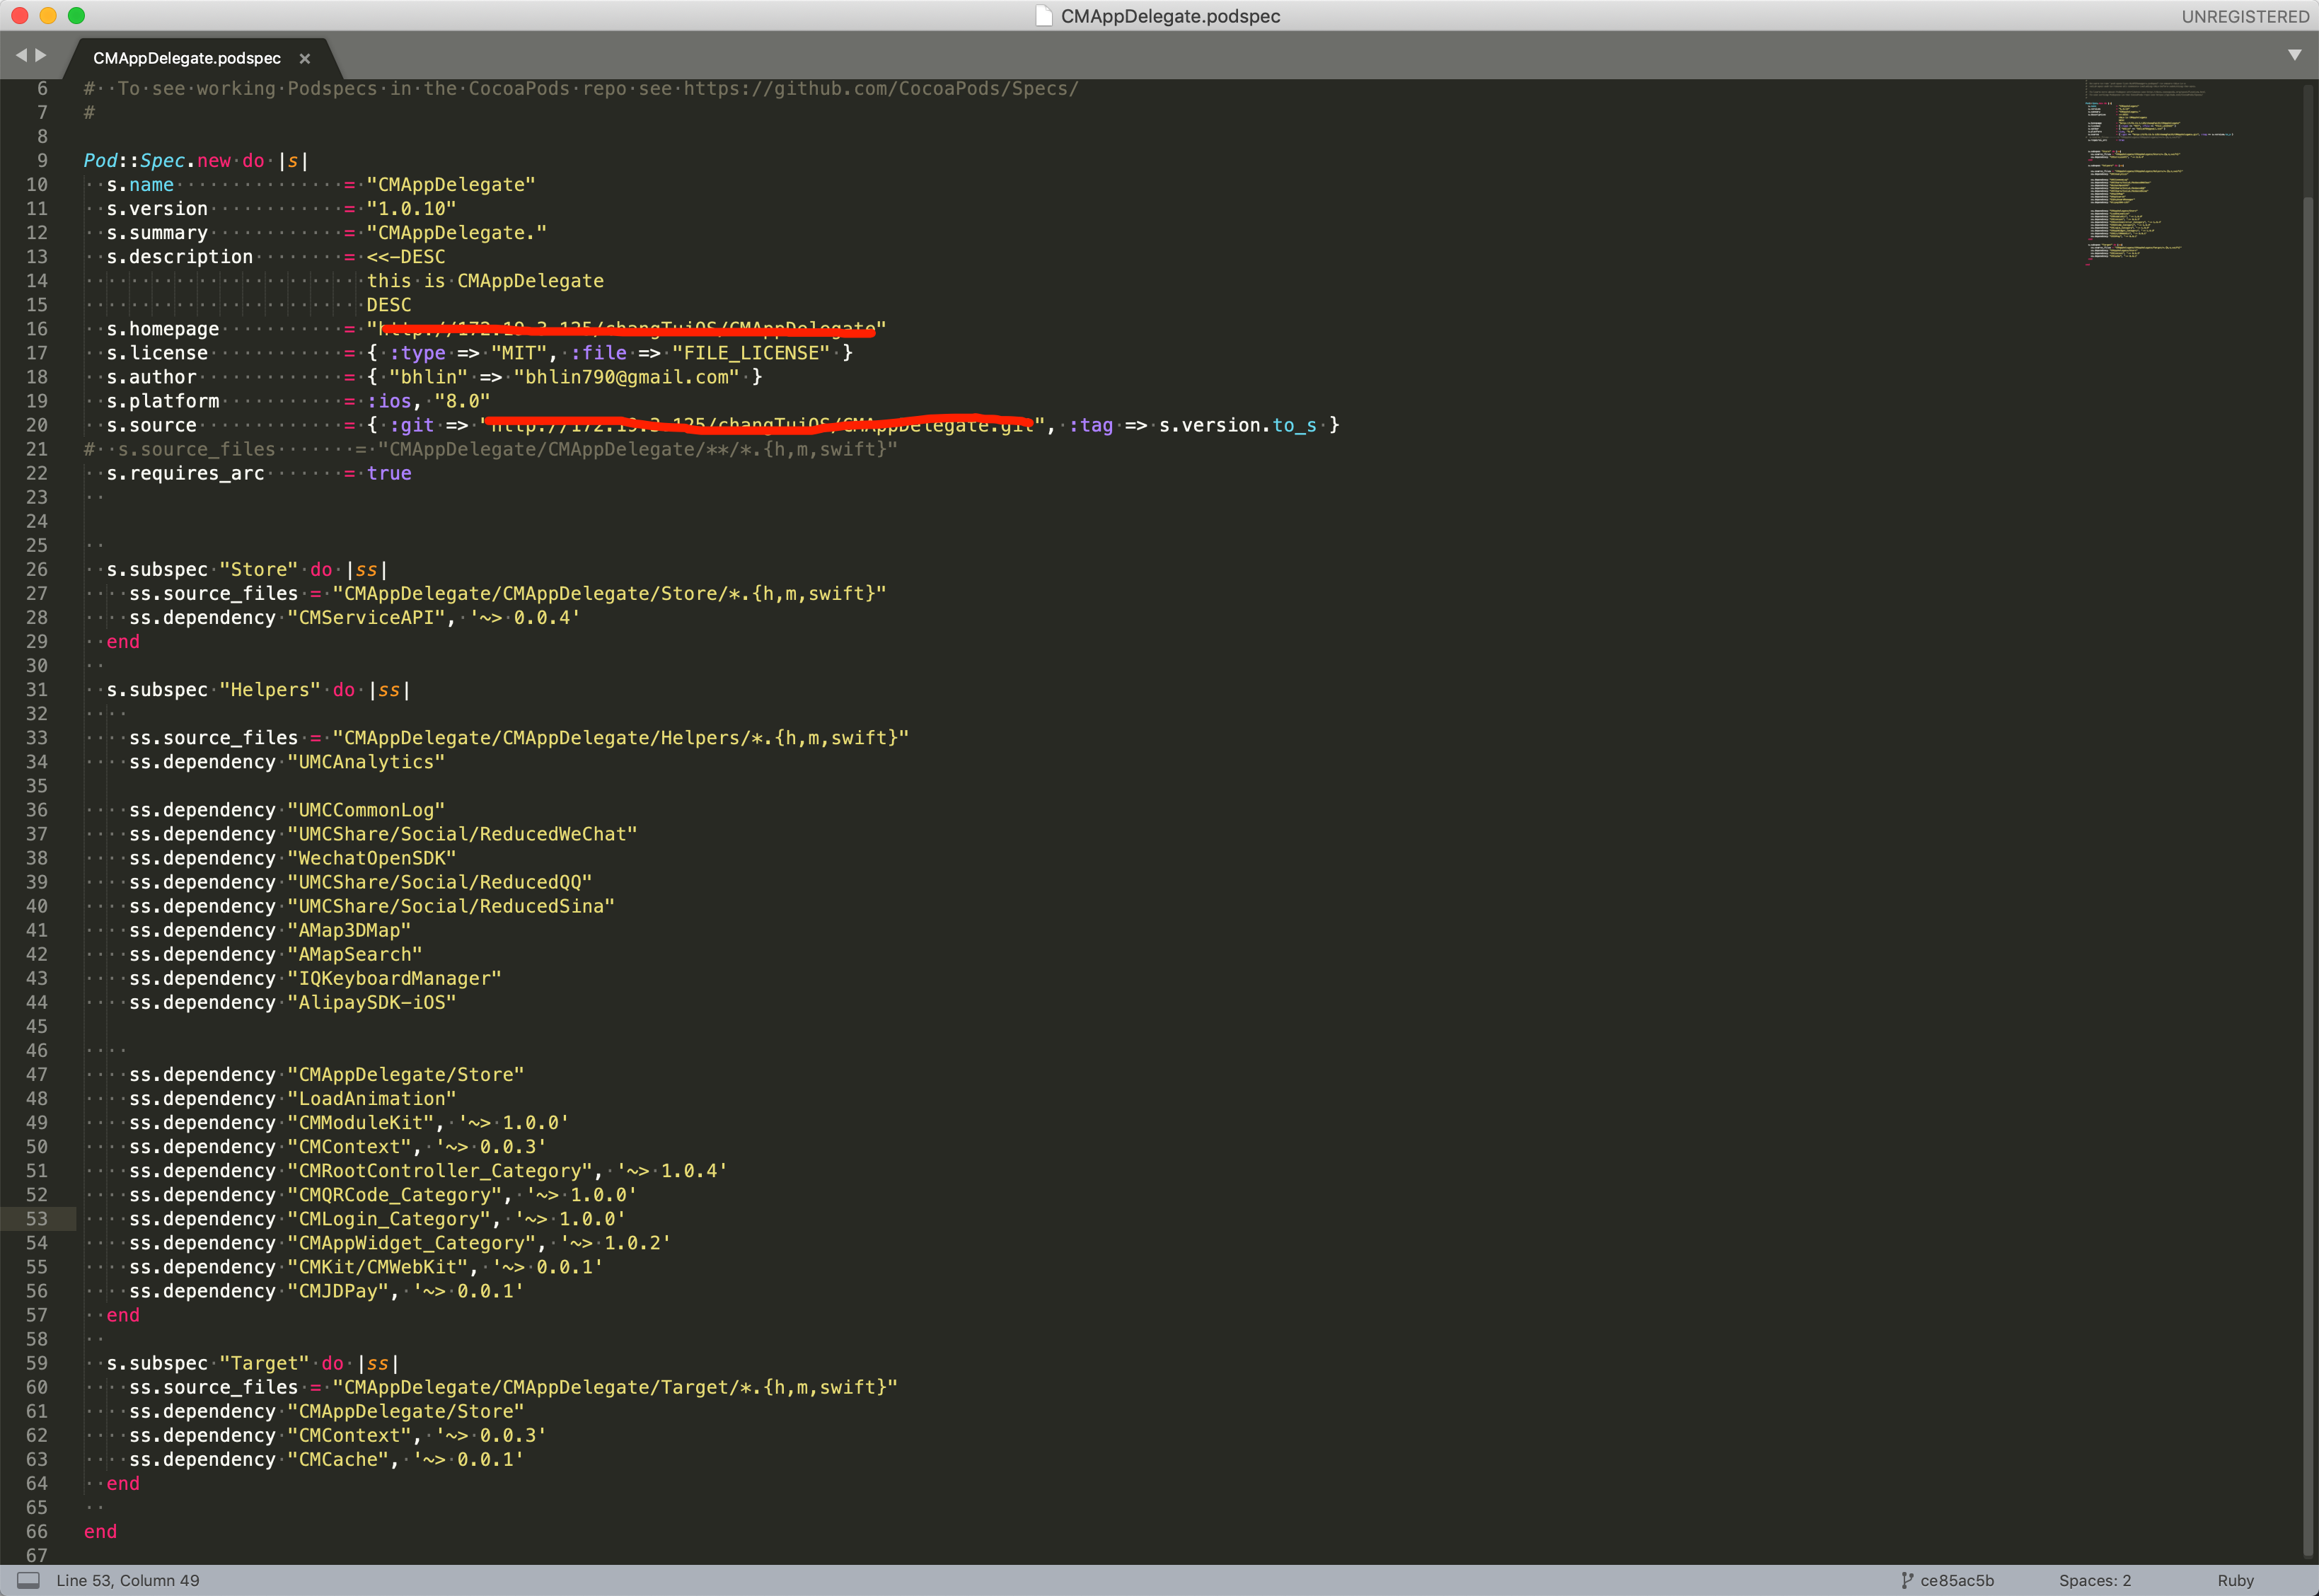 CMAppDelegate.podspec
UNREGISTERED
CMAppDelegate.podspec ×
6 #  To see working Podspecs in the CocoaPods repo see https://github.com/CocoaPods/Specs/
7 #
8
9 Pod::Spec.new do |s|
10   s.name               = "CMAppDelegate"
11   s.version            = "1.0.10"
12   s.summary            = "CMAppDelegate."
13   s.description        = <<-DESC
14                          this is CMAppDelegate
15                          DESC
16   s.homepage           = ""
17   s.license            = { :type => "MIT", :file => "FILE_LICENSE" }
18   s.author             = { "bhlin" => "bhlin790@gmail.com" }
19   s.platform           = :ios, "8.0"
20   s.source             = { :git => "", :tag => s.version.to_s }
21 #  s.source_files       = "CMAppDelegate/CMAppDelegate/**/*.{h,m,swift}"
22   s.requires_arc       = true
23
24
25
26   s.subspec "Store" do |ss|
27     ss.source_files = "CMAppDelegate/CMAppDelegate/Store/*.{h,m,swift}"
28     ss.dependency "CMServiceAPI", '~> 0.0.4'
29   end
30
31   s.subspec "Helpers" do |ss|
32
33     ss.source_files = "CMAppDelegate/CMAppDelegate/Helpers/*.{h,m,swift}"
34     ss.dependency "UMCAnalytics"
35
36     ss.dependency "UMCCommonLog"
37     ss.dependency "UMCShare/Social/ReducedWeChat"
38     ss.dependency "WechatOpenSDK"
39     ss.dependency "UMCShare/Social/ReducedQQ"
40     ss.dependency "UMCShare/Social/ReducedSina"
41     ss.dependency "AMap3DMap"
42     ss.dependency "AMapSearch"
43     ss.dependency "IQKeyboardManager"
44     ss.dependency "AlipaySDK-iOS"
45
46
47     ss.dependency "CMAppDelegate/Store"
48     ss.dependency "LoadAnimation"
49     ss.dependency "CMModuleKit", '~> 1.0.0'
50     ss.dependency "CMContext", '~> 0.0.3'
51     ss.dependency "CMRootController_Category", '~> 1.0.4'
52     ss.dependency "CMQRCode_Category", '~> 1.0.0'
53     ss.dependency "CMLogin_Category", '~> 1.0.0'
54     ss.dependency "CMAppWidget_Category", '~> 1.0.2'
55     ss.dependency "CMKit/CMWebKit", '~> 0.0.1'
56     ss.dependency "CMJDPay", '~> 0.0.1'
57   end
58
59   s.subspec "Target" do |ss|
60     ss.source_files = "CMAppDelegate/CMAppDelegate/Target/*.{h,m,swift}"
61     ss.dependency "CMAppDelegate/Store"
62     ss.dependency "CMContext", '~> 0.0.3'
63     ss.dependency "CMCache", '~> 0.0.1'
64   end
65
66 end
67
Line 53, Column 49
ce85ac5b
Spaces: 2
Ruby